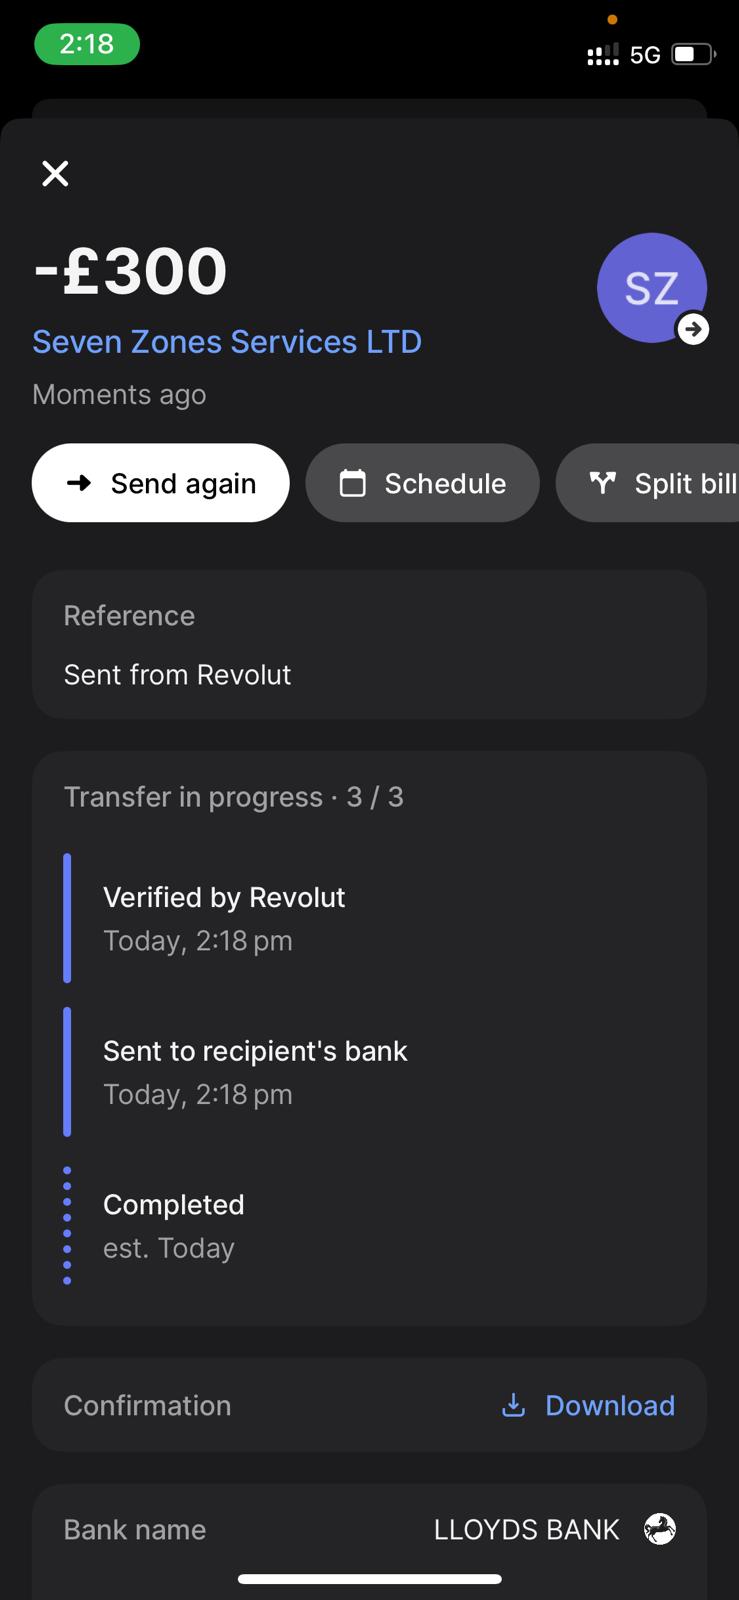 2:18
5G
-£300
SZ
Seven Zones Services LTD
Moments ago
Send again
Schedule
Split bill
Reference
Sent from Revolut
Transfer in progress · 3 / 3
Verified by Revolut
Today, 2:18 pm
Sent to recipient's bank
Today, 2:18 pm
Completed
est. Today
Confirmation
Download
Bank name
LLOYDS BANK